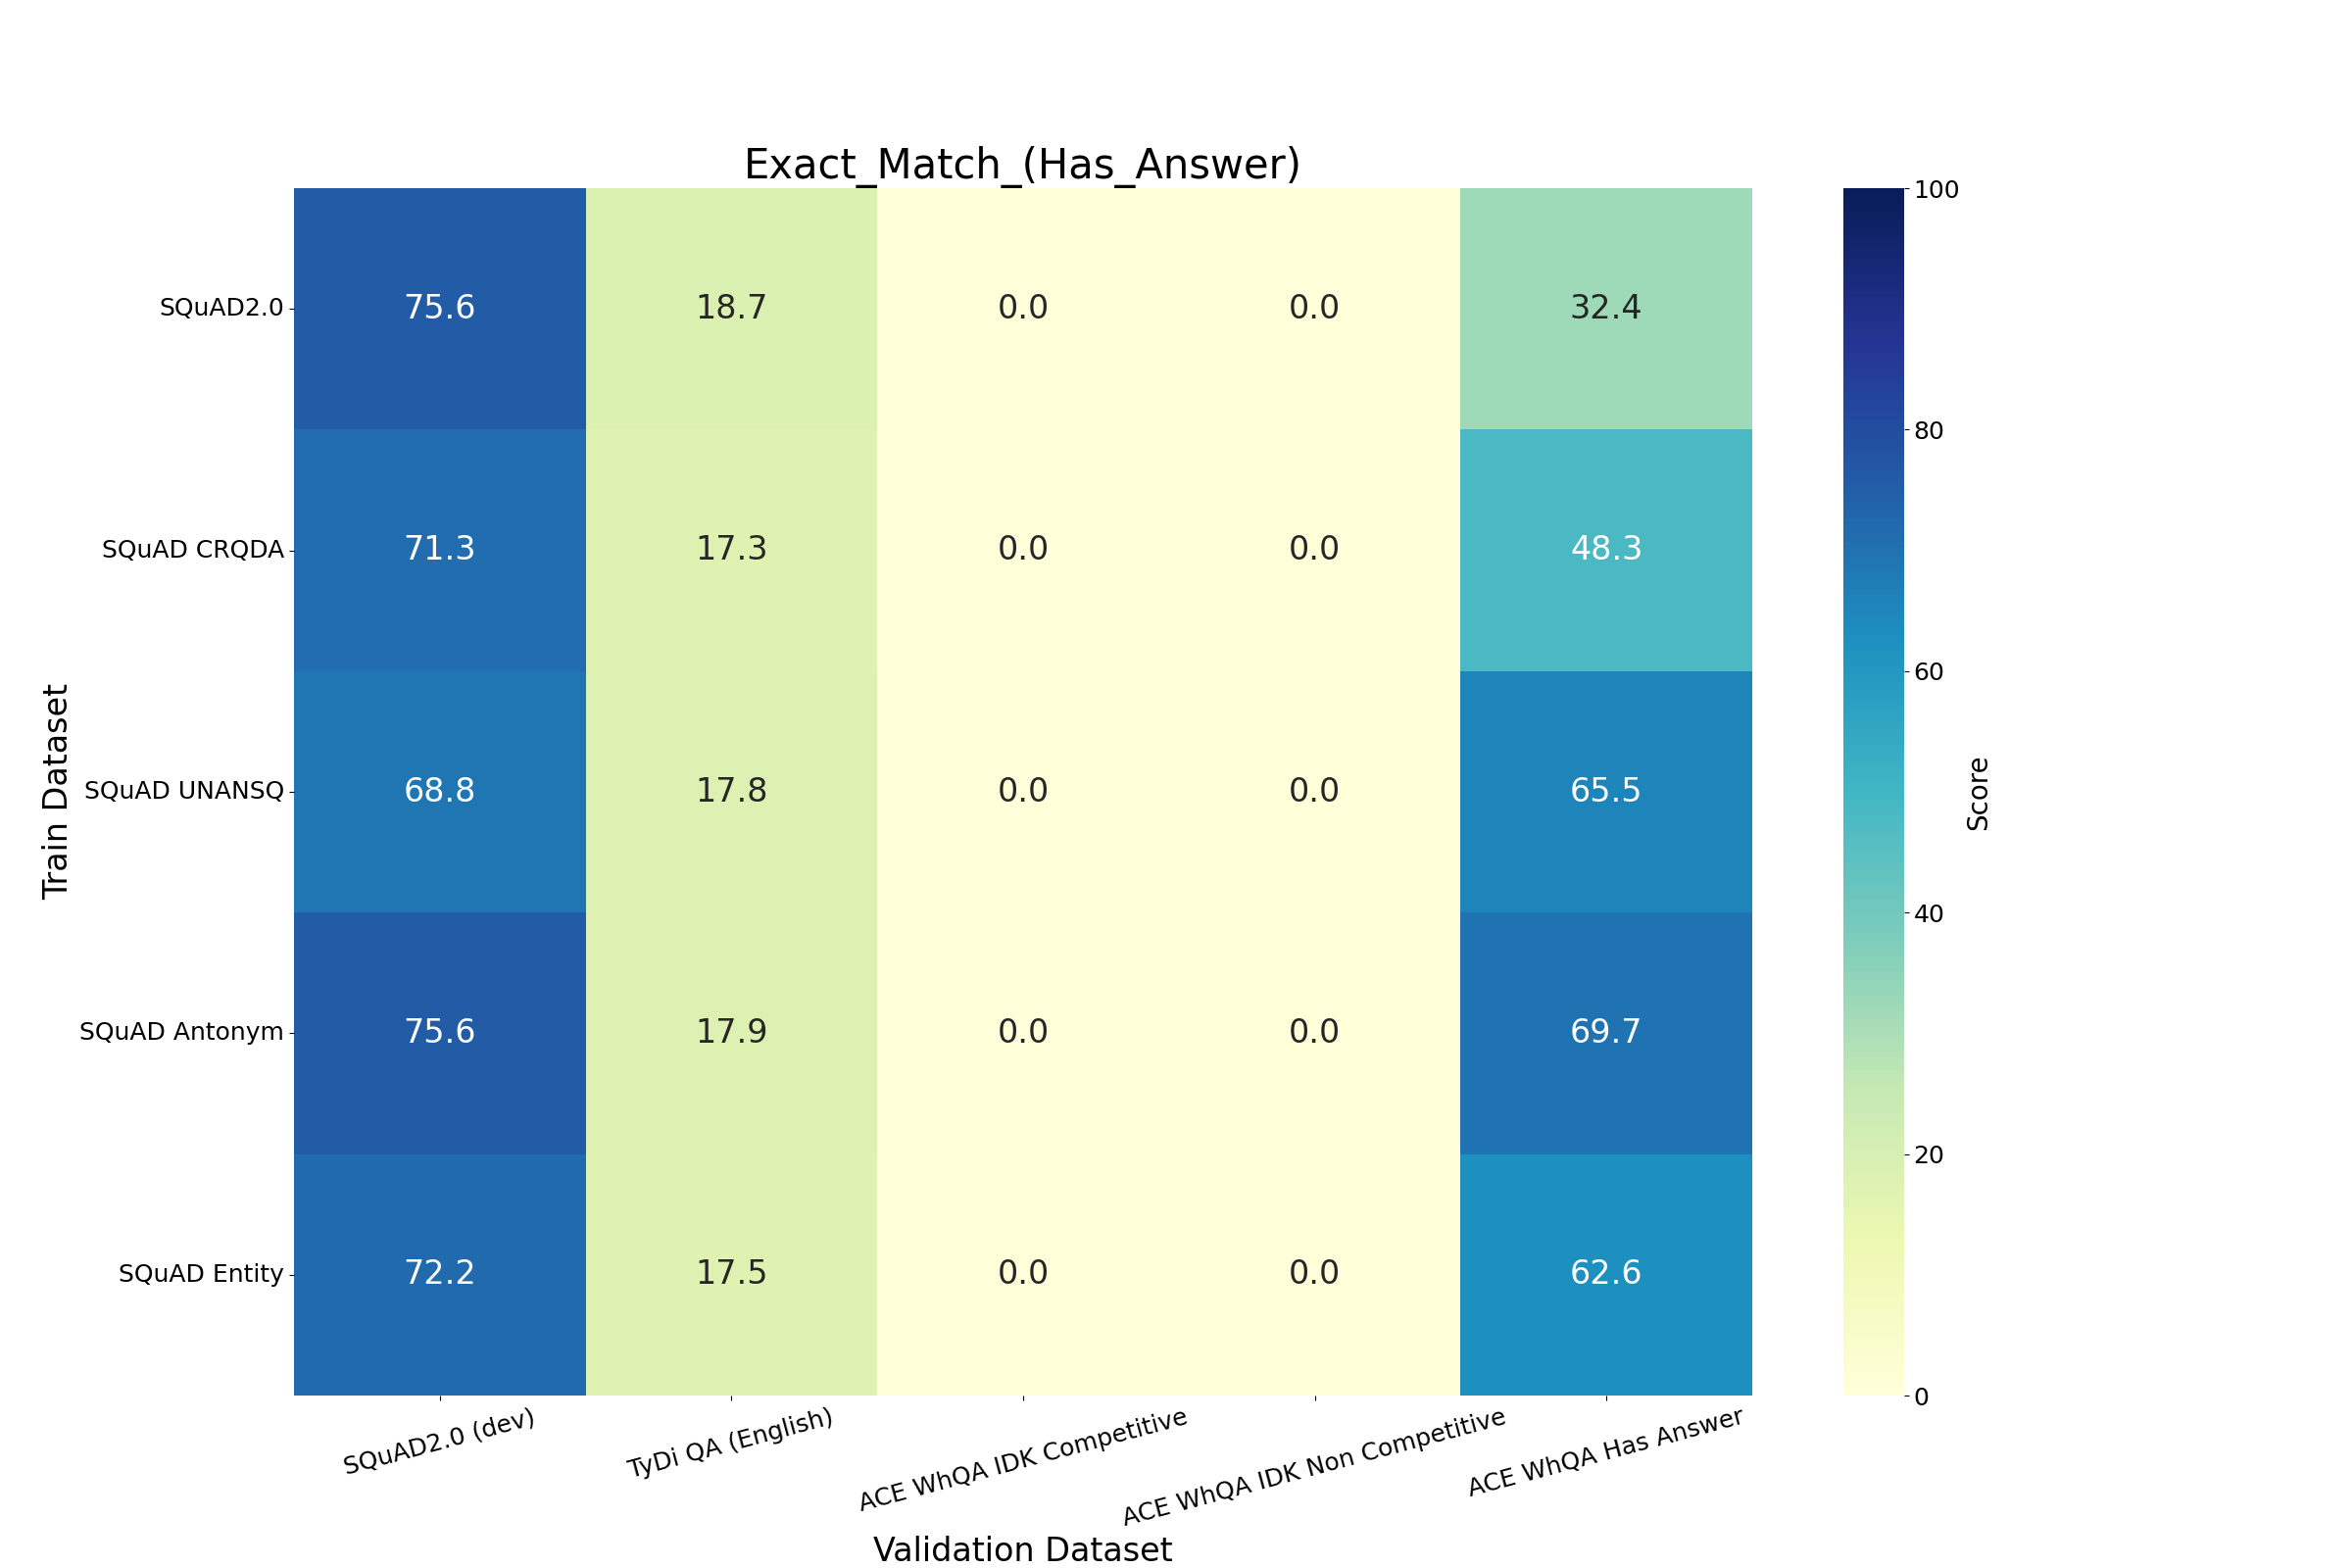 Exact_Match_(Has_Answer)
Train Dataset
SQuAD2.0 75.6 18.7 0.0 0.0 32.4
SQuAD CRQDA 71.3 17.3 0.0 0.0 48.3
SQuAD UNANSQ 68.8 17.8 0.0 0.0 65.5
SQuAD Antonym 75.6 17.9 0.0 0.0 69.7
SQuAD Entity 72.2 17.5 0.0 0.0 62.6
SQuAD2.0 (dev)
TyDi QA (English)
ACE WhQA IDK Competitive
ACE WhQA IDK Non Competitive
ACE WhQA Has Answer
Validation Dataset
100
80
60
40
20
0
Score